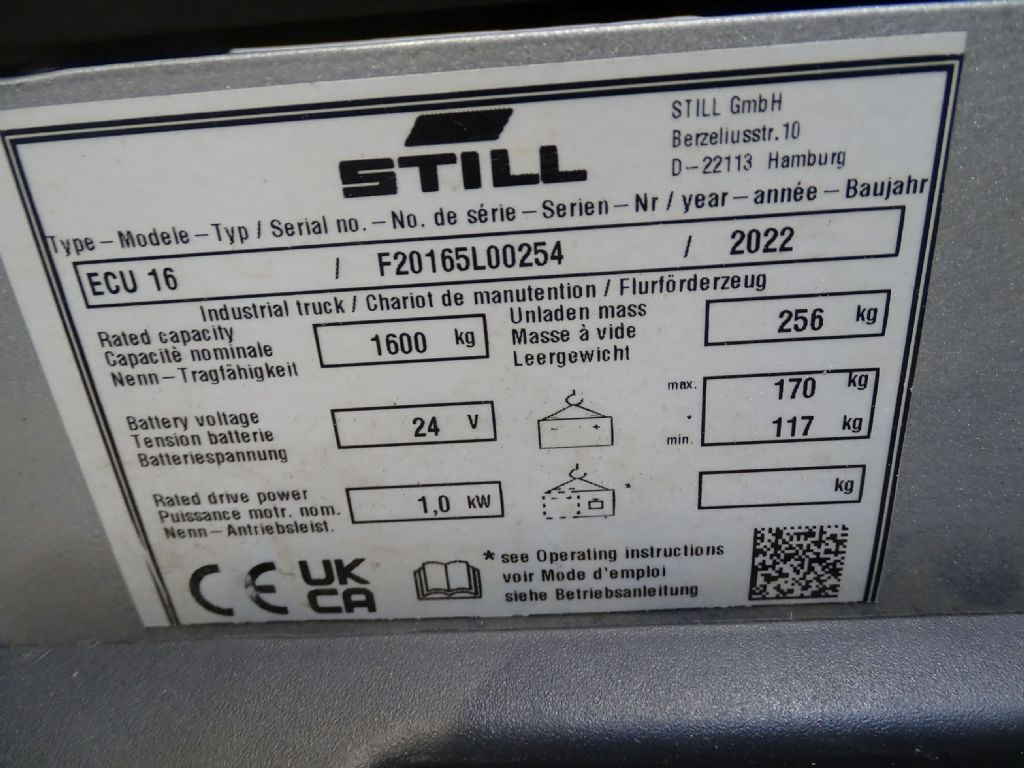 STILL
STILL GmbH
Berzeliusstr.10
D-22113 Hamburg
Type – Modele – Typ / Serial no. – No. de série – Serien – Nr / year – année – Baujahr
ECU 16 / F20165L00254 / 2022
Industrial truck / Chariot de manutention / Flurförderzeug
Rated capacity
Capacitè nominale
Nenn – Tragfähigkeit
1600 kg
Unladen mass
Masse à vide
Leergewicht
256 kg
Battery voltage
Tension batterie
Batteriespannung
24 V
- +
max. 170 kg
*
min. 117 kg
Rated drive power
Puissance motr. nom.
Nenn – Antriebsleist.
1,0 kW
*
kg
CE UK
CA
* see Operating instructions
voir Mode d'emploi
siehe Betriebsanleitung